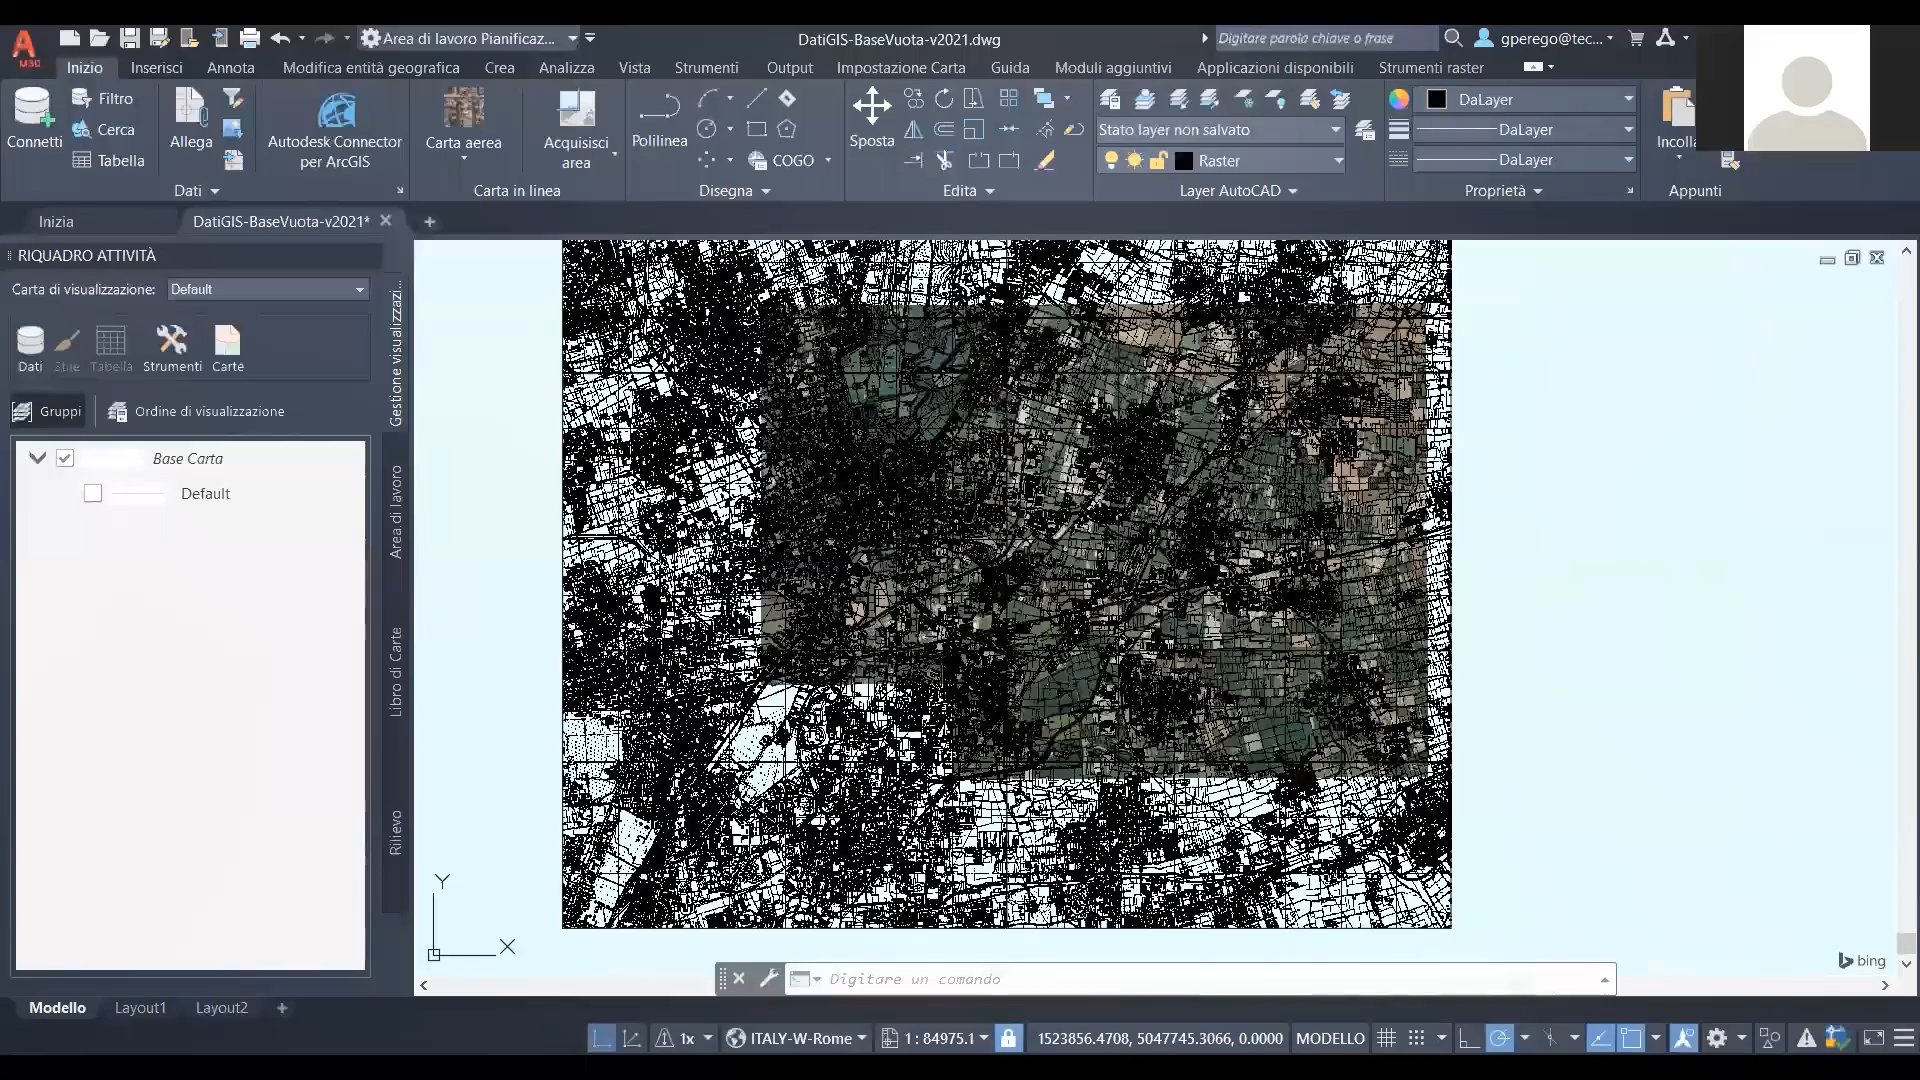 Area di lavoro Pianificaz...
DatiGIS-BaseVuota-v2021.dwg
Digitare parola chiave o frase
gperego@tec...
M3D
Inizio
Inserisci
Annota
Modifica entità geografica
Crea
Analizza
Vista
Strumenti
Output
Impostazione Carta
Guida
Moduli aggiuntivi
Applicazioni disponibili
Strumenti raster
Connetti
Filtro
Cerca
Tabella
Allega
Autodesk Connector
per ArcGIS
Carta aerea
Acquisisci
area
Polilinea
COGO
Sposta
Stato layer non salvato
Raster
DaLayer
DaLayer
DaLayer
Incolla
Dati
Carta in linea
Disegna
Edita
Layer AutoCAD
Proprietà
Appunti
Inizia
DatiGIS-BaseVuota-v2021*
RIQUADRO ATTIVITÀ
Carta di visualizzazione:
Default
Dati
Stile
Tabella
Strumenti
Carte
Gruppi
Ordine di visualizzazione
Base Carta
Default
Gestione visualizzazi...
Area di lavoro
Libro di Carte
Rilievo
Y
X
bing
Digitare un comando
Modello
Layout1
Layout2
1x
ITALY-W-Rome
1 : 84975.1
1523856.4708, 5047745.3066, 0.0000
MODELLO